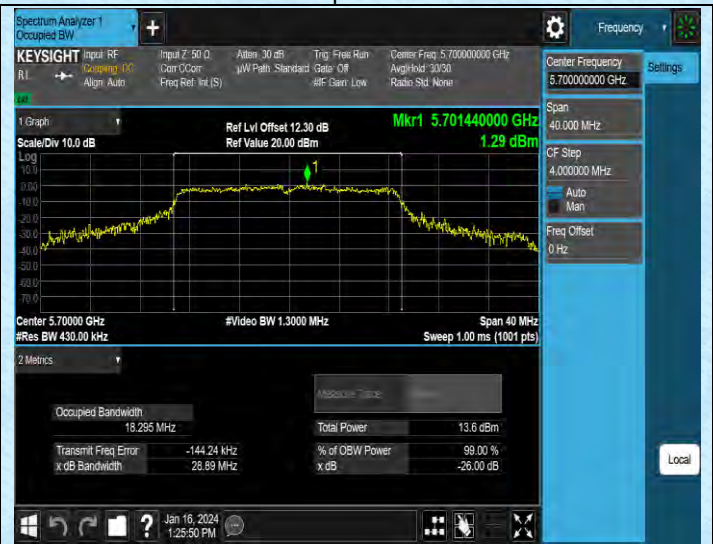 Spectrum Analyzer 1
Occupied BW
Frequency
KEYSIGHT Input: RF
Coupling: DC
Align: Auto
RL
Input Z: 50 Ω
Corr CCorr
Freq Ref: Int (S)
Atten: 30 dB
µW Path: Standard
Trig: Free Run
Gate: Off
#IF Gain: Low
Center Freq: 5.700000000 GHz
Avg|Hold: 30/30
Radio Std: None
Center Frequency
5.700000000 GHz
Settings
Span
40.000 MHz
CF Step
4.000000 MHz
Auto
Man
Freq Offset
0 Hz
1 Graph
Scale/Div 10.0 dB
Ref Lvl Offset 12.30 dB
Ref Value 20.00 dBm
Mkr1 5.701440000 GHz
1.29 dBm
Log
10.0
0.00
-10.0
-20.0
-30.0
-40.0
-50.0
-60.0
-70.0
1
Center 5.70000 GHz
#Res BW 430.00 kHz
#Video BW 1.3000 MHz
Span 40 MHz
Sweep 1.00 ms (1001 pts)
2 Metrics
Measure Trace
Occupied Bandwidth
18.295 MHz
Total Power 13.6 dBm
Transmit Freq Error -144.24 kHz
% of OBW Power 99.00 %
x dB Bandwidth 28.89 MHz
x dB -26.00 dB
Local
Jan 16, 2024
1:25:50 PM